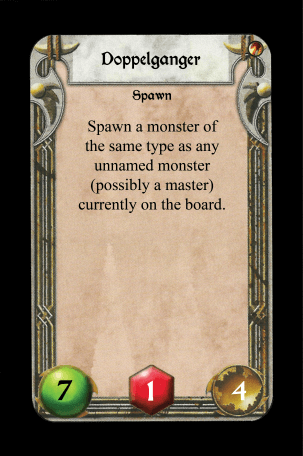 Doppelganger
Spawn
Spawn a monster of
the same type as any
unnamed monster
(possibly a master)
currently on the board.
7
1
4